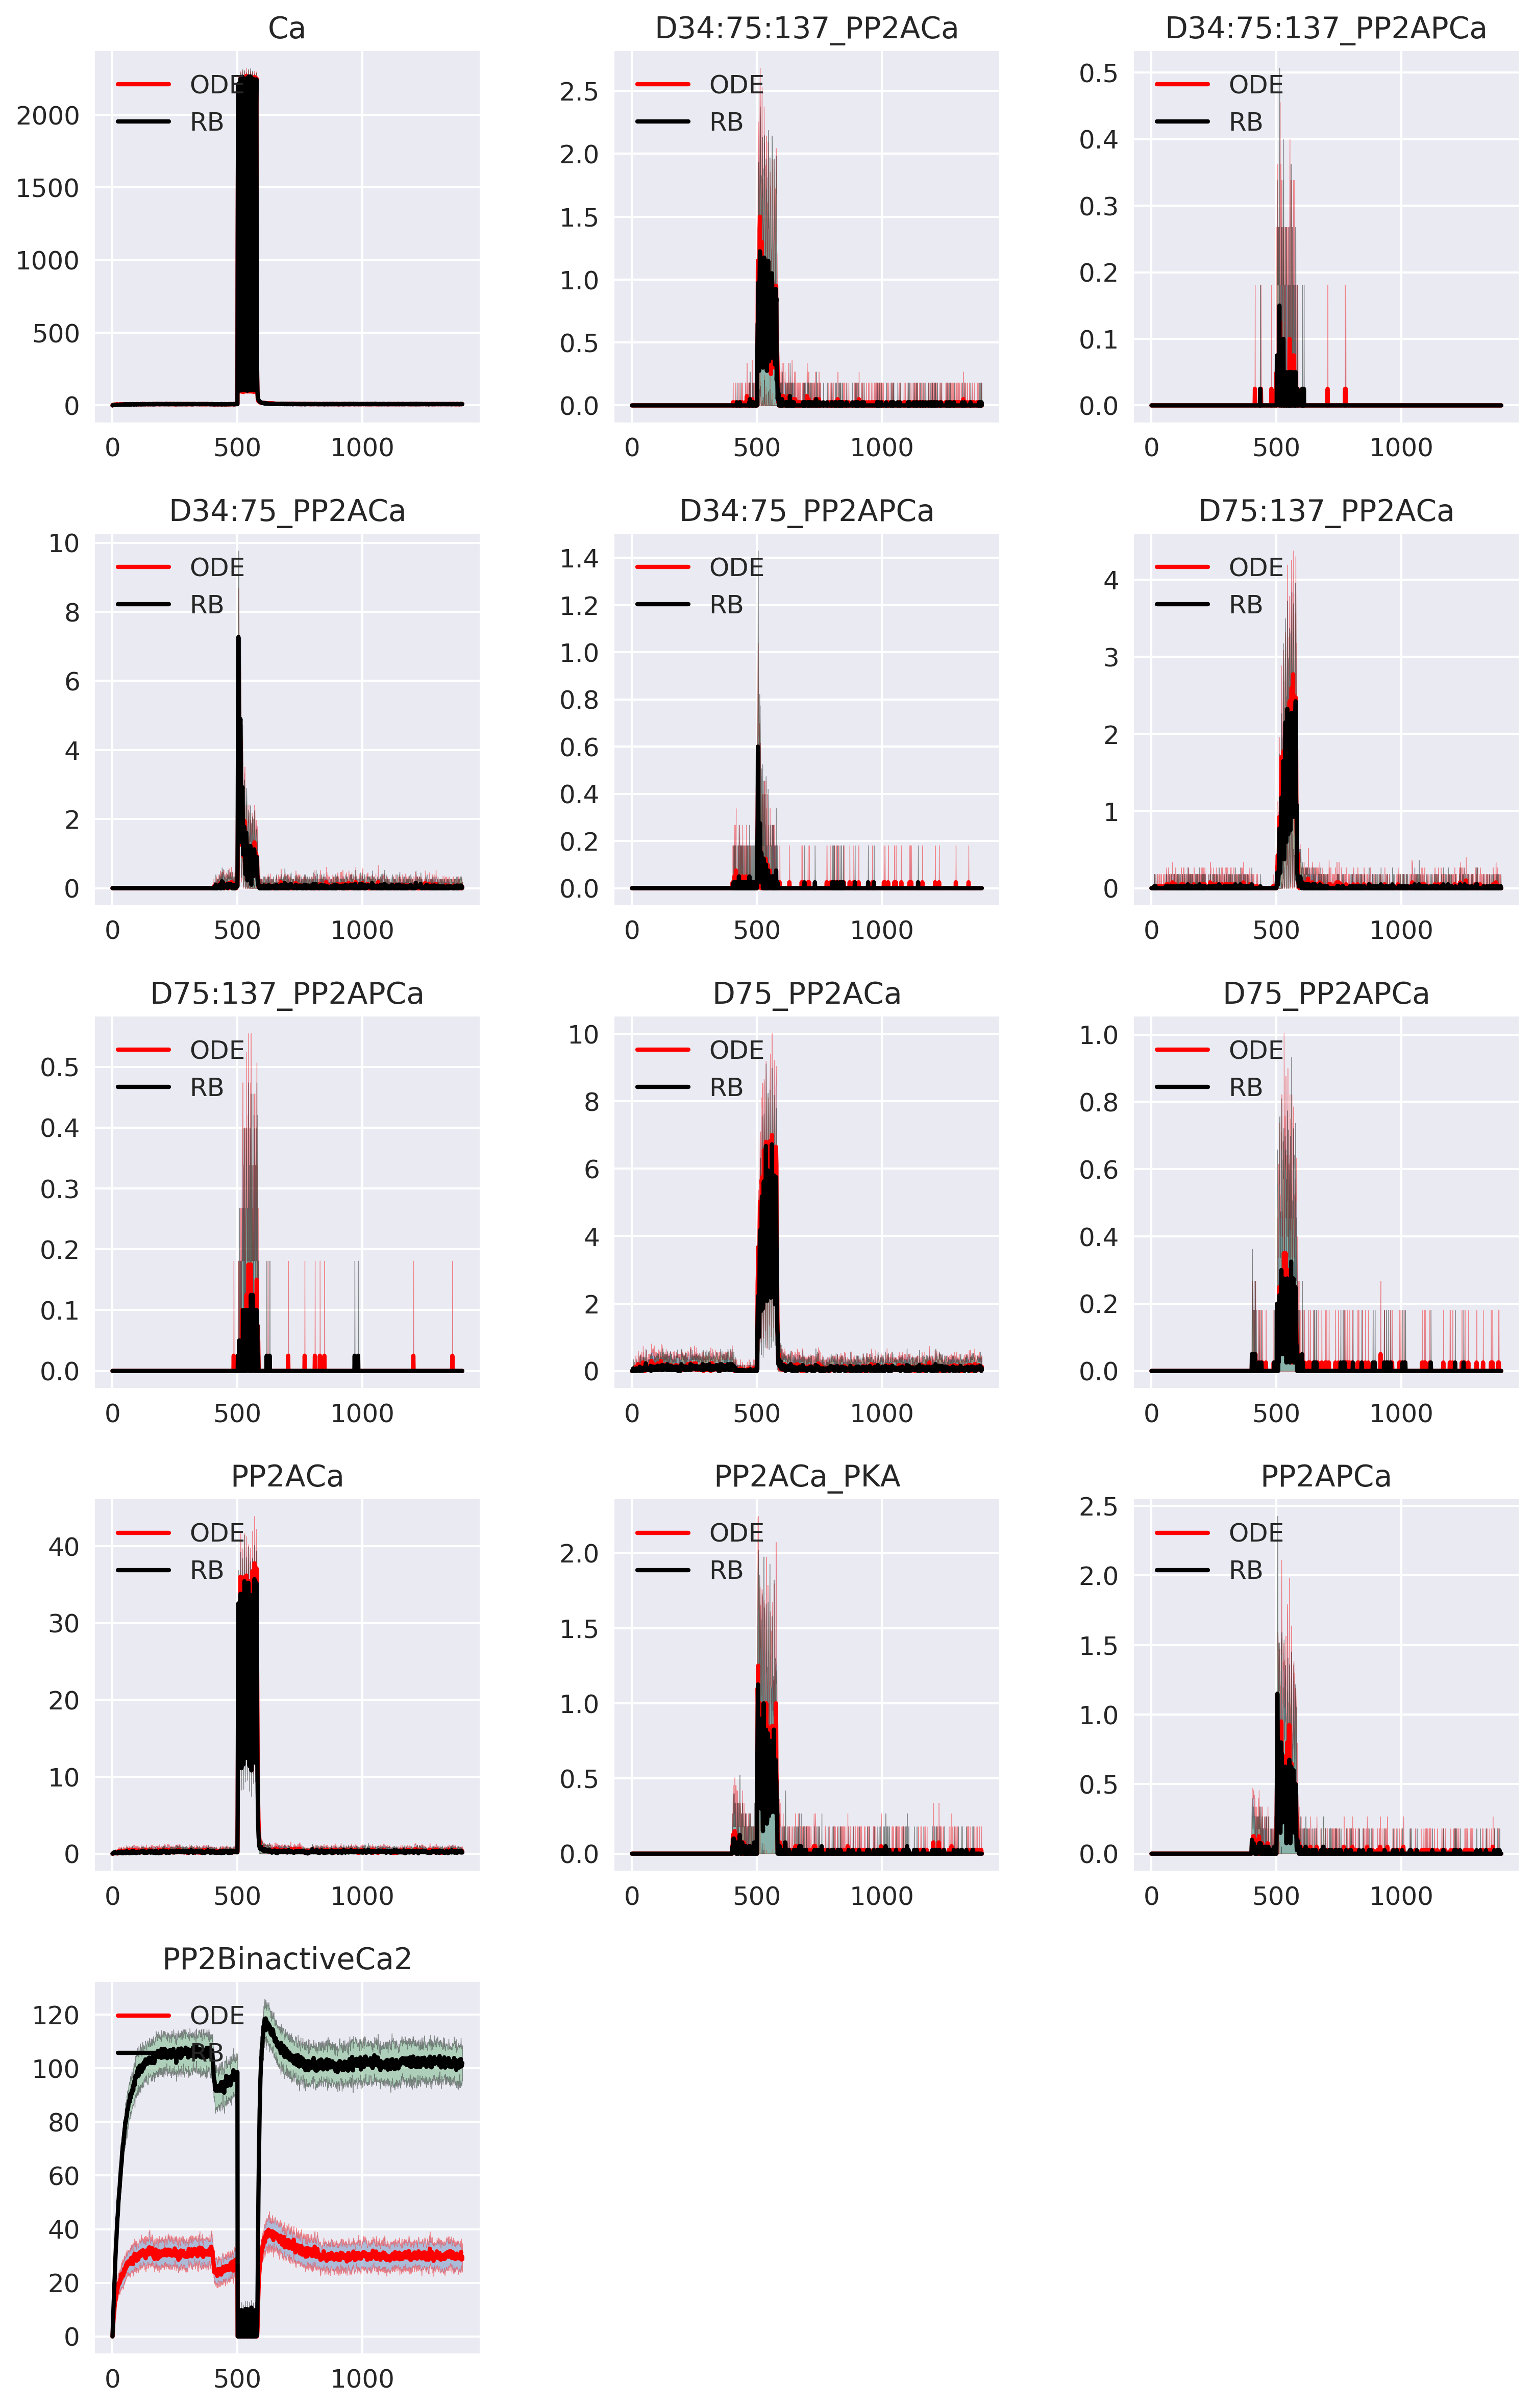 Ca
D34:75:137_PP2ACa
D34:75:137_PP2APCa
ODE
RB
2000
1500
1000
500
0
0 500 1000
ODE
RB
2.5
2.0
1.5
1.0
0.5
0.0
0 500 1000
ODE
RB
0.5
0.4
0.3
0.2
0.1
0.0
0 500 1000
D34:75_PP2ACa
D34:75_PP2APCa
D75:137_PP2ACa
ODE
RB
10
8
6
4
2
0
0 500 1000
ODE
RB
1.4
1.2
1.0
0.8
0.6
0.4
0.2
0.0
0 500 1000
ODE
RB
4
3
2
1
0
0 500 1000
D75:137_PP2APCa
D75_PP2ACa
D75_PP2APCa
ODE
RB
0.5
0.4
0.3
0.2
0.1
0.0
0 500 1000
ODE
RB
10
8
6
4
2
0
0 500 1000
ODE
RB
1.0
0.8
0.6
0.4
0.2
0.0
0 500 1000
PP2ACa
PP2ACa_PKA
PP2APCa
ODE
RB
40
30
20
10
0
0 500 1000
ODE
RB
2.0
1.5
1.0
0.5
0.0
0 500 1000
ODE
RB
2.5
2.0
1.5
1.0
0.5
0.0
0 500 1000
PP2BinactiveCa2
ODE
RB
120
100
80
60
40
20
0
0 500 1000